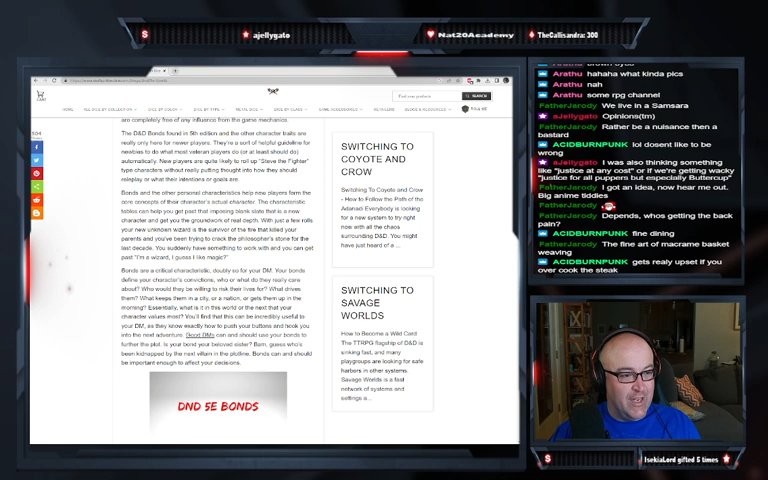 ajellygato
Nat20Academy
TheCallisandra: 300
CART
SEARCH
HOME
ALL DICE BY COLLECTION
DICE BY COLOR
DICE BY TYPE
METAL DICE
DICE BY CLASS
GAME ACCESSORIES
are completely free of any influence from the game mechanics.
The D&D Bonds found in 5th edition and the other character traits are
really only here for newer players. They're a sort of helpful guideline for
newbies to do what most veteran players do (or at least should do)
automatically. New players are quite likely to roll up "Steve the Fighter"
type characters without really putting thought into how they should
roleplay or what their intentions or goals are.
Bonds and the other personal characteristics help new players form the
core concepts of their character's actual character. The characteristic
tables can help you get past that imposing blank slate that is a new
character and get you the groundwork of real depth. With just a few rolls
your new unknown wizard is the survivor of the fire that killed your
parents and you've been trying to crack the philosopher's stone for the
last decade. You suddenly have something to work with and you can get
past "I'm a wizard, I guess I like magic?"
Bonds are a critical characteristic, doubly so for your DM. Your bonds
define your character's convictions, who or what do they really care
about? Who would they be willing to risk their lives for? What drives
them? What keeps them in a city, or a nation, or gets them up in the
morning? Essentially, what is it in this world or the next that your
character values most? You'll find that this can be incredibly useful to
your DM, as they know exactly how to push your buttons and hook you
into the next adventure. Good DMs can and should use your bonds to
further the plot. Is your bond your beloved sister? Bam, guess who's
been kidnapped by the next villain in the plotline. Bonds can and should
be important enough to affect your decisions.
DND 5E BONDS
SWITCHING TO
COYOTE AND
CROW
Switching To Coyote and Crow
- How to Follow the Path of the
Adanadi Everybody is looking
for a new system to try right
now with all the chaos
surrounding D&D. You might
have just heard of a ...
SWITCHING TO
SAVAGE
WORLDS
How to Become a Wild Card
The TTRPG flagship of D&D is
sinking fast, and many
playgroups are looking for safe
harbors in other systems.
Savage Worlds is a fast
network of systems and
settings a...
Arathu hahaha what kinda pics
Arathu nah
Arathu some rpg channel
FatherJarody We live in a Samsara
aJellygato Opinions(tm)
FatherJarody Rather be a nuisance then a
bastard
ACIDBURNPUNK lol dosent like to be
wrong
aJellygato I was also thinking something
like "justice at any cost" or if we're getting wacky
"justice for all puppers but especially Buttercup"
FatherJarody I got an idea, now hear me out.
Big anime tiddies
FatherJarody
FatherJarody Depends, whos getting the back
pain?
ACIDBURNPUNK fine dining
FatherJarody The fine art of macrame basket
weaving
ACIDBURNPUNK gets realy upset if you
over cook the steak
IsekiaLord gifted 5 times